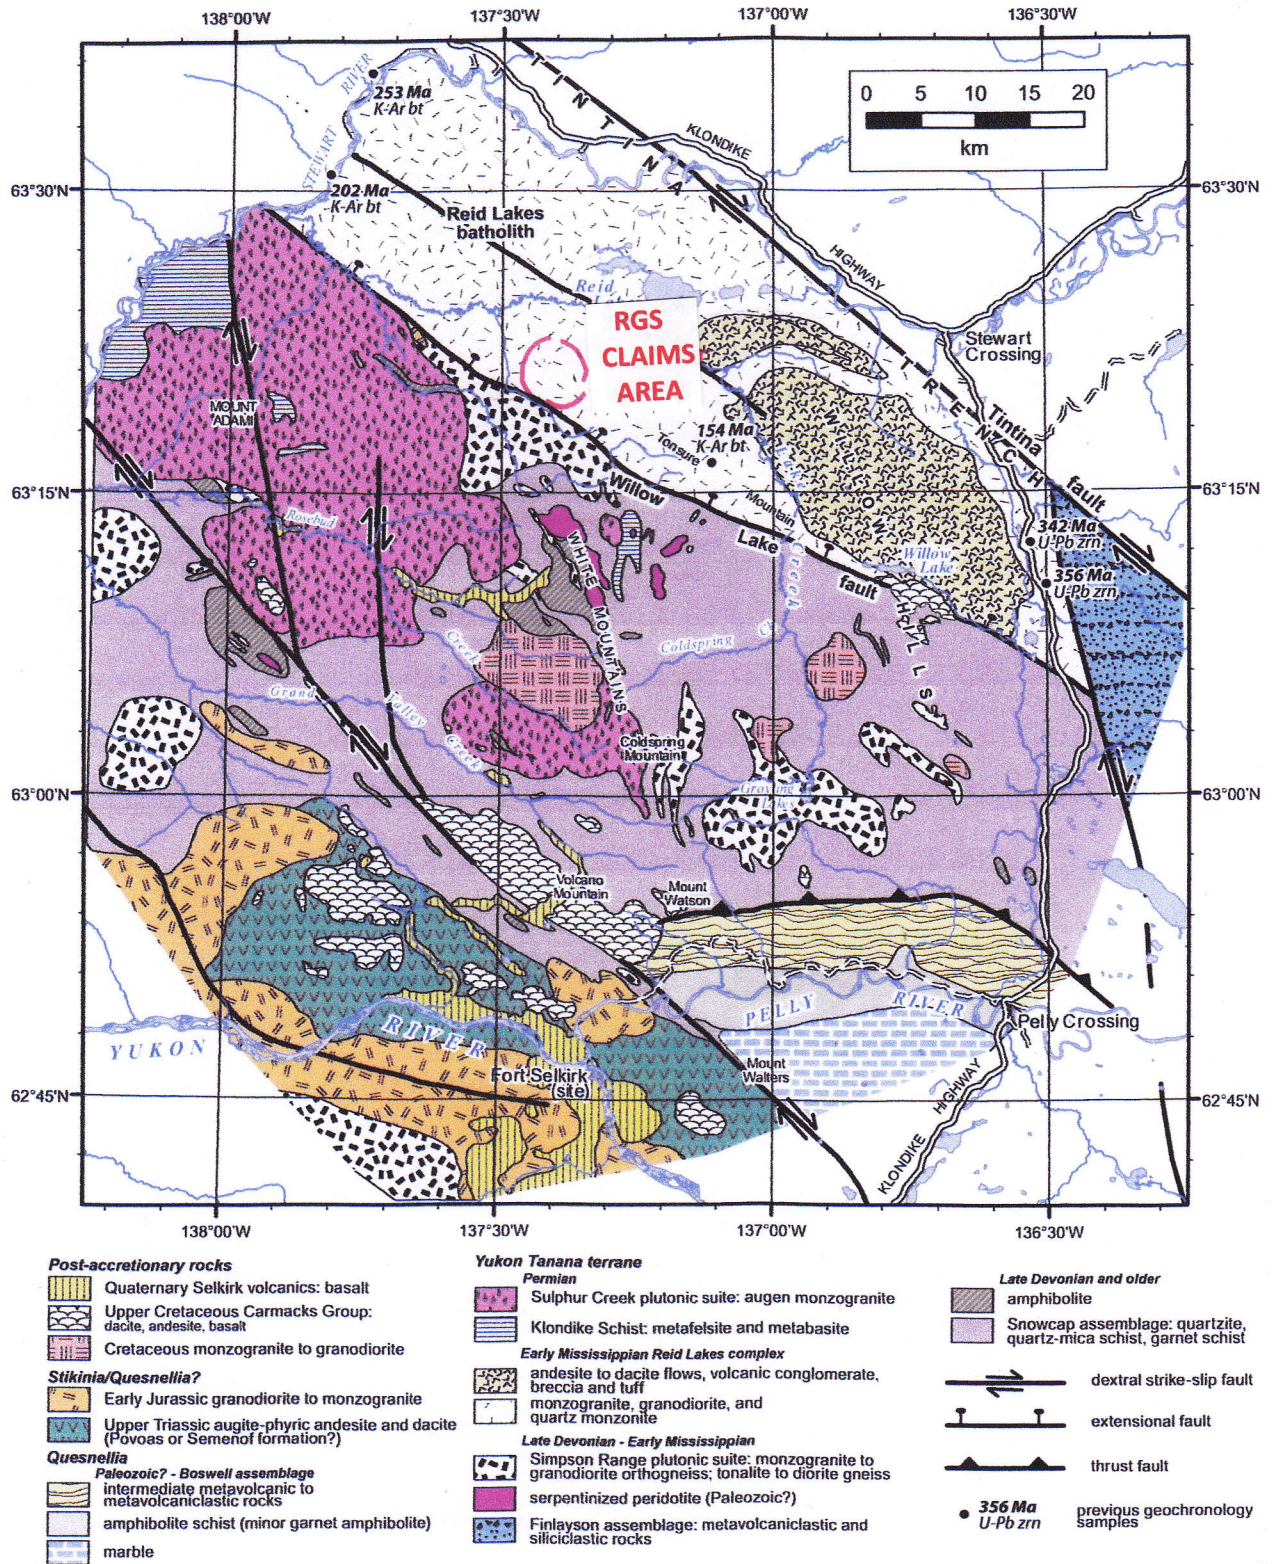 138°00'W
137°30'W
137°00'W
136°30'W
TINTINA
0 5 10 15 20
km
RIVER
STEWART
253 Ma
K-Ar bt
KLONDIKE
63°30'N
63°30'N
202 Ma
K-Ar bt
Reid Lakes
batholith
HIGHWAY
Reid
RGS
CLAIMS
AREA
Stewart
Crossing
TRENCH
MOUNT
ADAMI
WILLOW
154 Ma
K-Ar bt
Tonsure
Lake
Tintina
fault
63°15'N
63°15'N
Willow
Mountain
Rosebud
342 Ma
U-Pb zrn
WHITE
Lake
Creek
Willow
Lake
fault
356 Ma
U-Pb zrn
MOUNTAINS
HILLS
Creek
Coldspring Cr
Grand
Valley
Creek
Coldspring
Mountain
63°00'N
63°00'N
Grayling
Lakes
Volcano
Mountain
Mount
Watson
PELLY
RIVER
Pelly Crossing
YUKON
RIVER
Mount
Walters
Fort Selkirk
(site)
62°45'N
62°45'N
HIGHWAY
KLONDIKE
138°00'W
137°30'W
137°00'W
136°30'W
Post-accretionary rocks
Quaternary Selkirk volcanics: basalt
Upper Cretaceous Carmacks Group:
dacite, andesite, basalt
Cretaceous monzogranite to granodiorite
Stikinia/Quesnellia?
Early Jurassic granodiorite to monzogranite
Upper Triassic augite-phyric andesite and dacite
(Povoas or Semenof formation?)
Quesnellia
Paleozoic? - Boswell assemblage
intermediate metavolcanic to
metavolcaniclastic rocks
amphibolite schist (minor garnet amphibolite)
marble
Yukon Tanana terrane
Permian
Sulphur Creek plutonic suite: augen monzogranite
Klondike Schist: metafelsite and metabasite
Early Mississippian Reid Lakes complex
andesite to dacite flows, volcanic conglomerate,
breccia and tuff
monzogranite, granodiorite, and
quartz monzonite
Late Devonian - Early Mississippian
Simpson Range plutonic suite: monzogranite to
granodiorite orthogneiss; tonalite to diorite gneiss
serpentinized peridotite (Paleozoic?)
Finlayson assemblage: metavolcaniclastic and
siliciclastic rocks
Late Devonian and older
amphibolite
Snowcap assemblage: quartzite,
quartz-mica schist, garnet schist
dextral strike-slip fault
extensional fault
thrust fault
356 Ma
U-Pb zrn
previous geochronology
samples